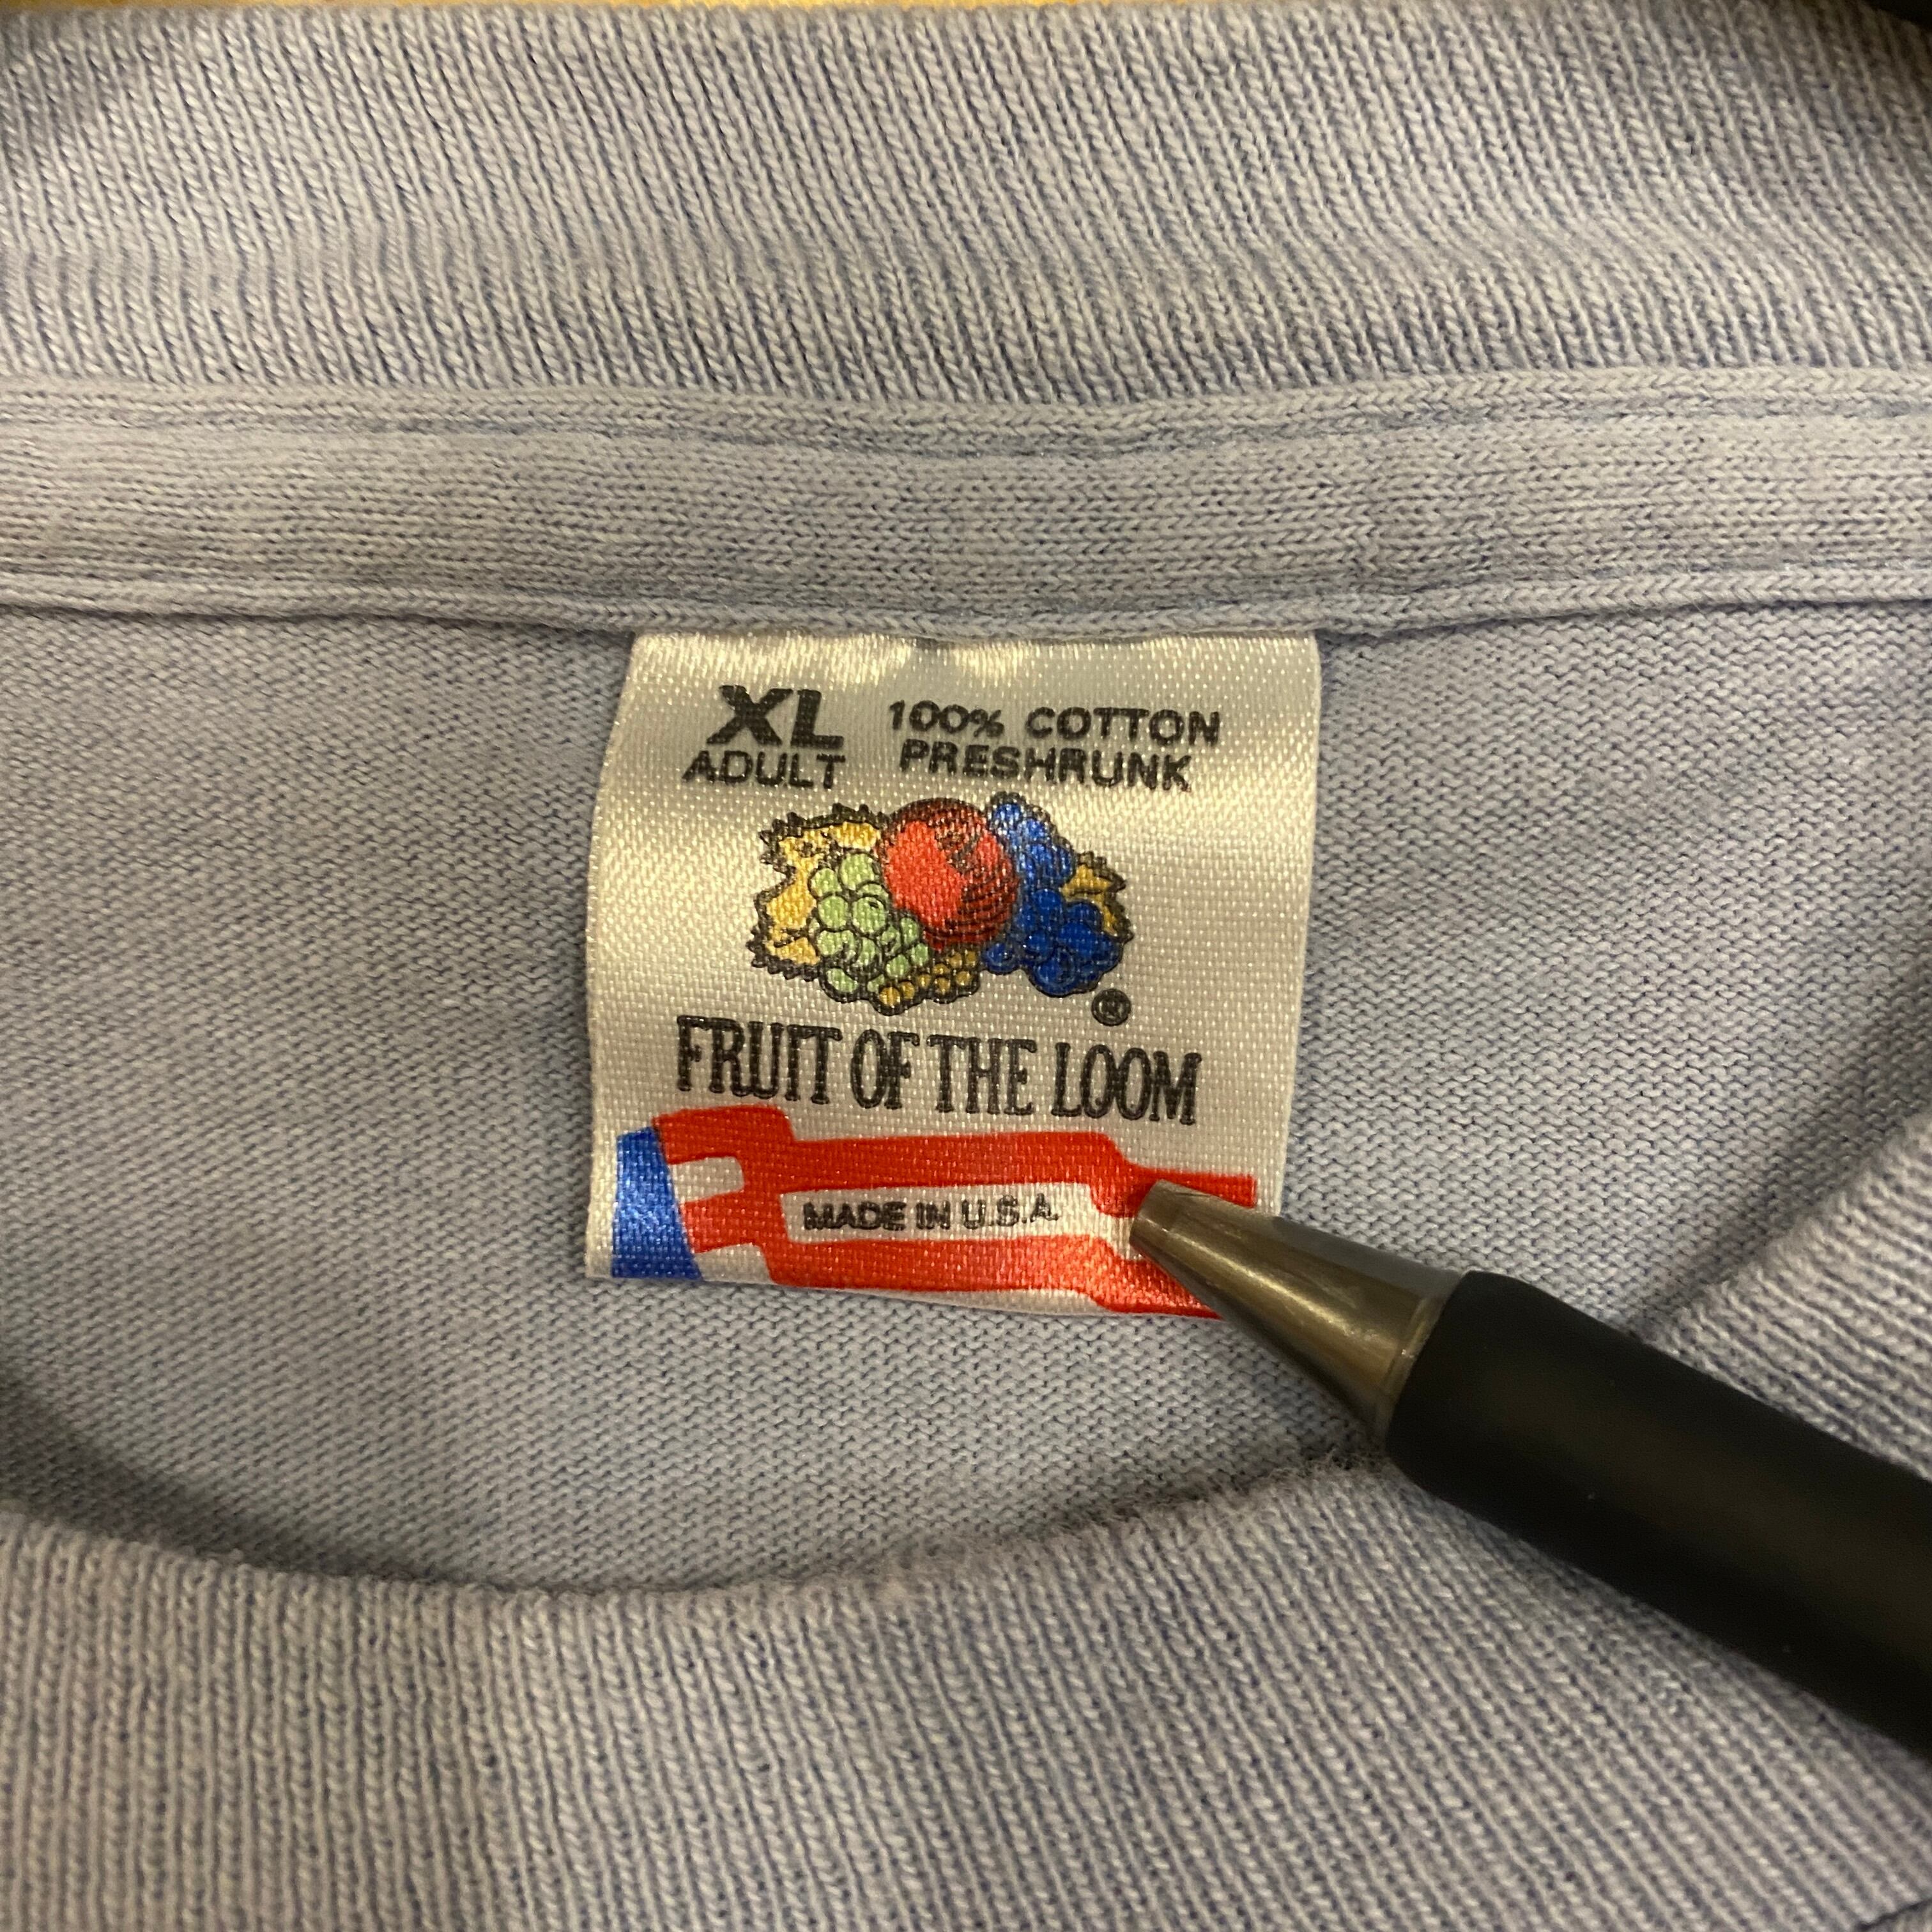 XL
ADULT
100% COTTON
PRESHRUNK
®
FRUIT OF THE LOOM
MADE IN U.S.A.